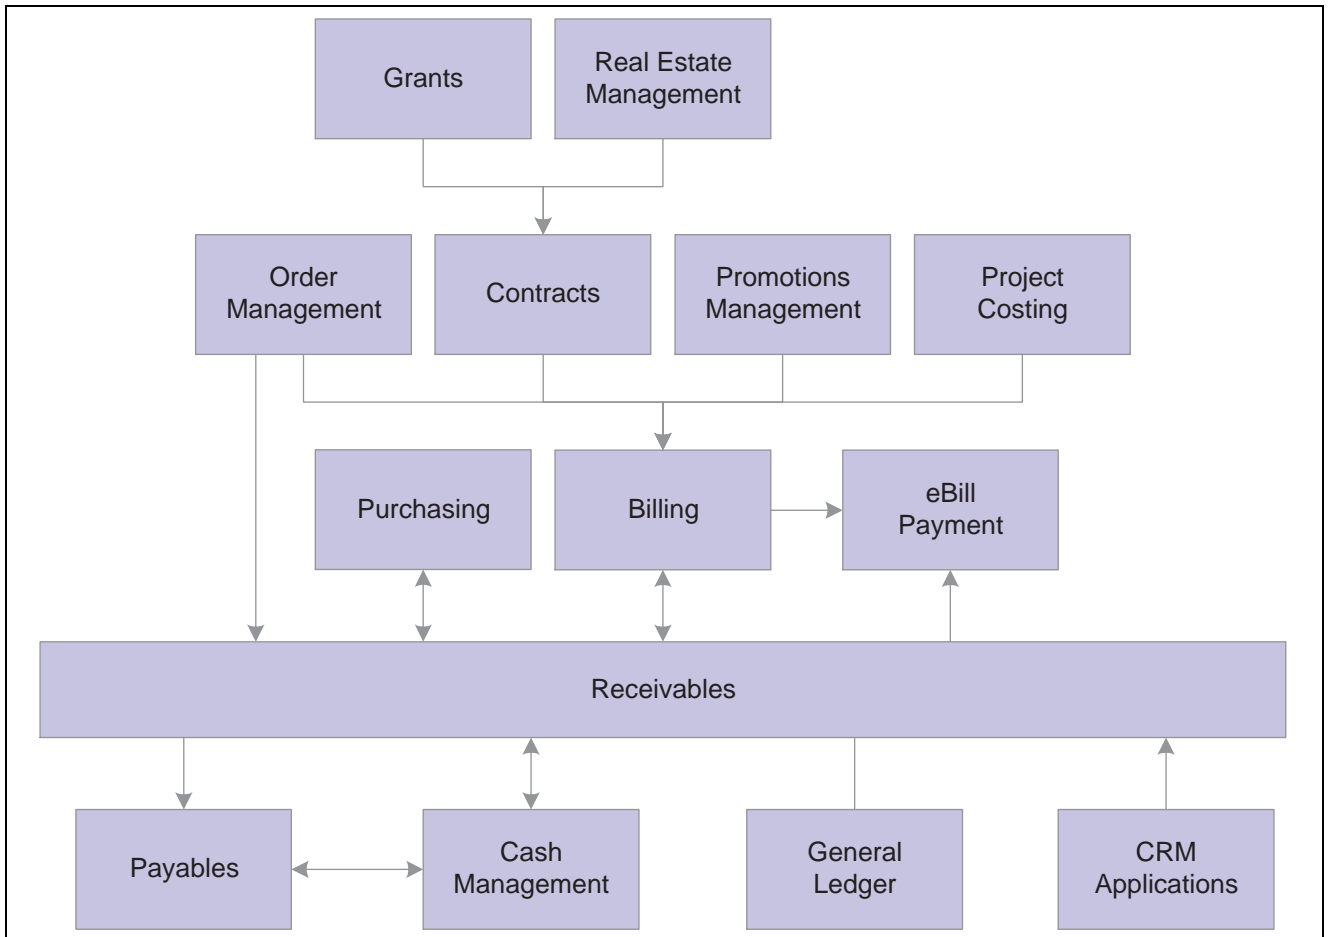 Grants
Real Estate
Management
Order
Management
Contracts
Promotions
Management
Project
Costing
Purchasing
Billing
eBill
Payment
Receivables
Payables
Cash
Management
General
Ledger
CRM
Applications